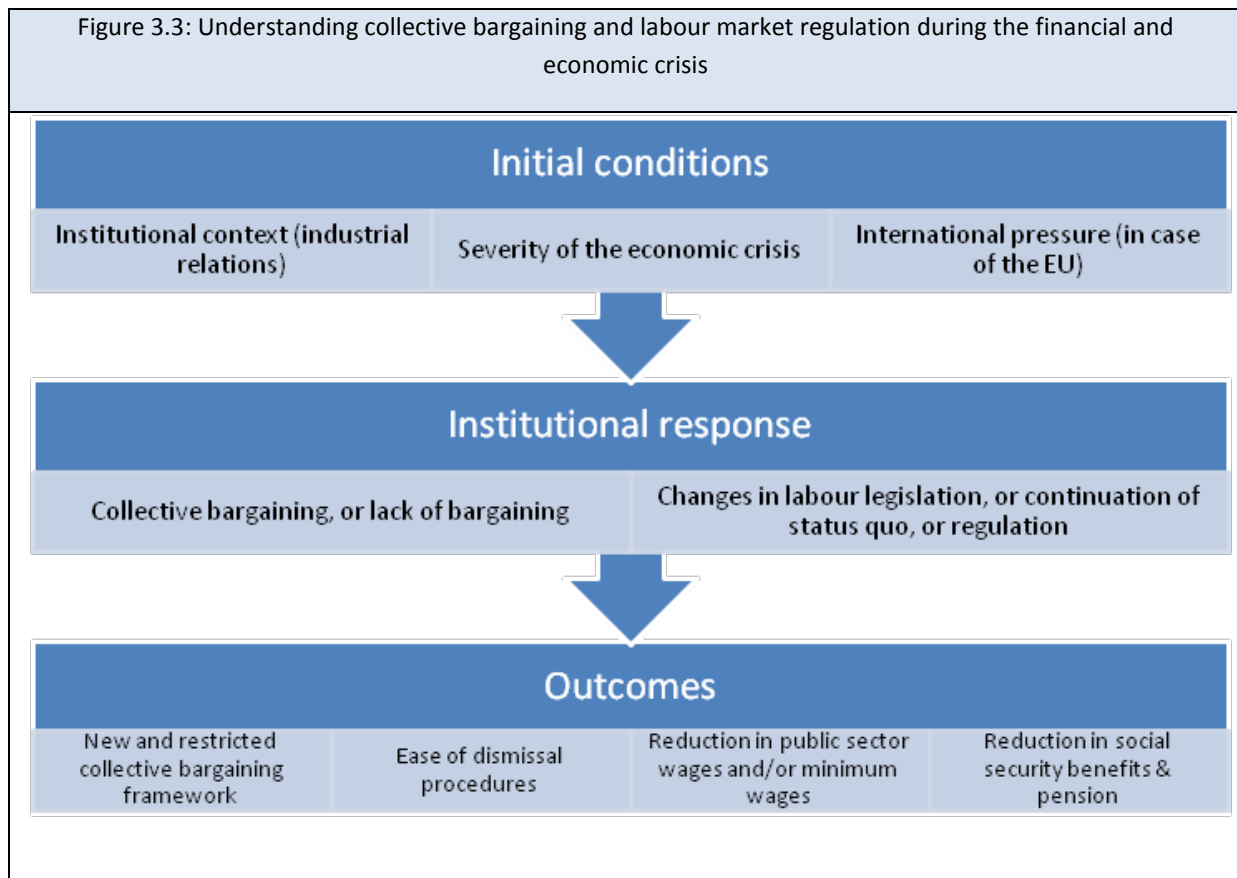 Figure 3.3: Understanding collective bargaining and labour market regulation during the financial and
economic crisis
Initial conditions
Institutional context (industrial
relations)
Severity of the economic crisis
International pressure (in case
of the EU)
Institutional response
Collective bargaining, or lack of bargaining
Changes in labour legislation, or continuation of
status quo, or regulation
Outcomes
New and restricted
collective bargaining
framework
Ease of dismissal
procedures
Reduction in public sector
wages and/or minimum
wages
Reduction in social
security benefits &
pension